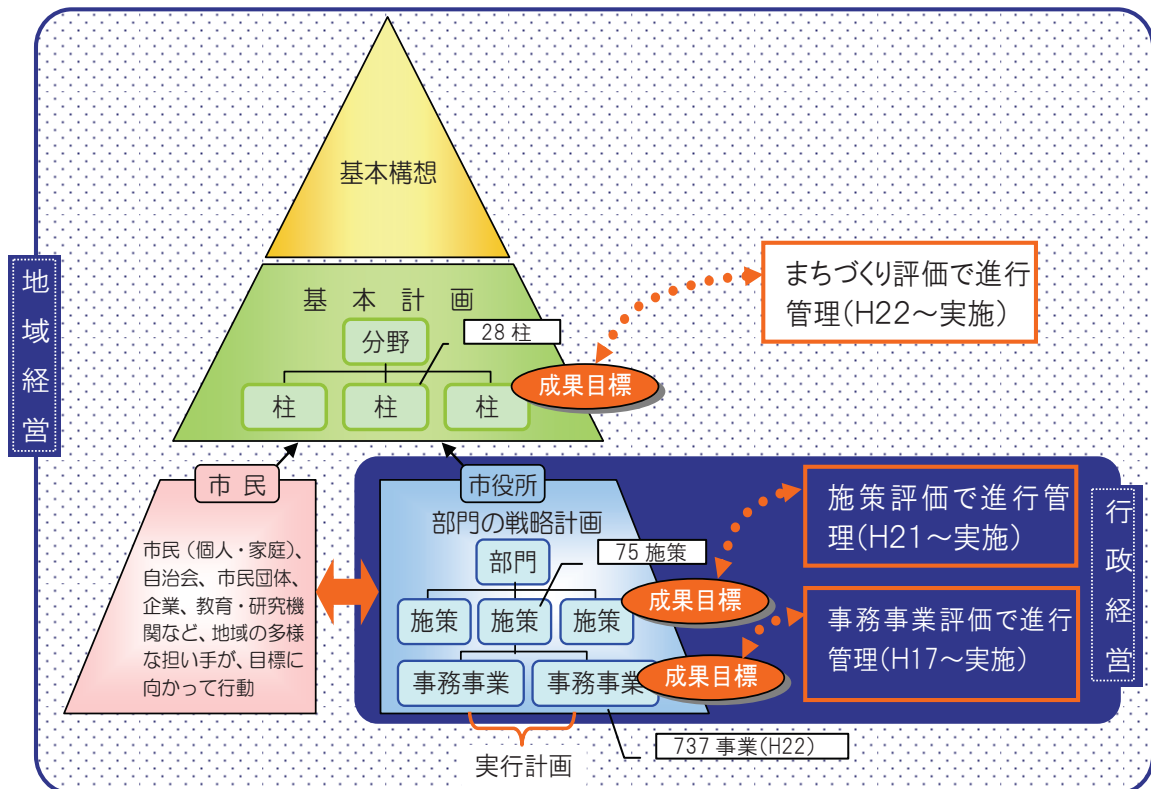 地域経営
基本構想
基本計画
分野
28 柱
柱
柱
柱
成果目標
まちづくり評価で進行
管理(H22～実施)
市 民
市民（個人・家庭）、
自治会、市民団体、
企業、教育・研究機
関など、地域の多様
な担い手が、目標に
向かって行動
市役所
部門の戦略計画
部門
75 施策
施策
施策
施策
成果目標
事務事業
事務事業
成果目標
737 事業(H22)
実行計画
施策評価で進行管
理(H21～実施)
事務事業評価で進行
管理(H17～実施)
行政経営